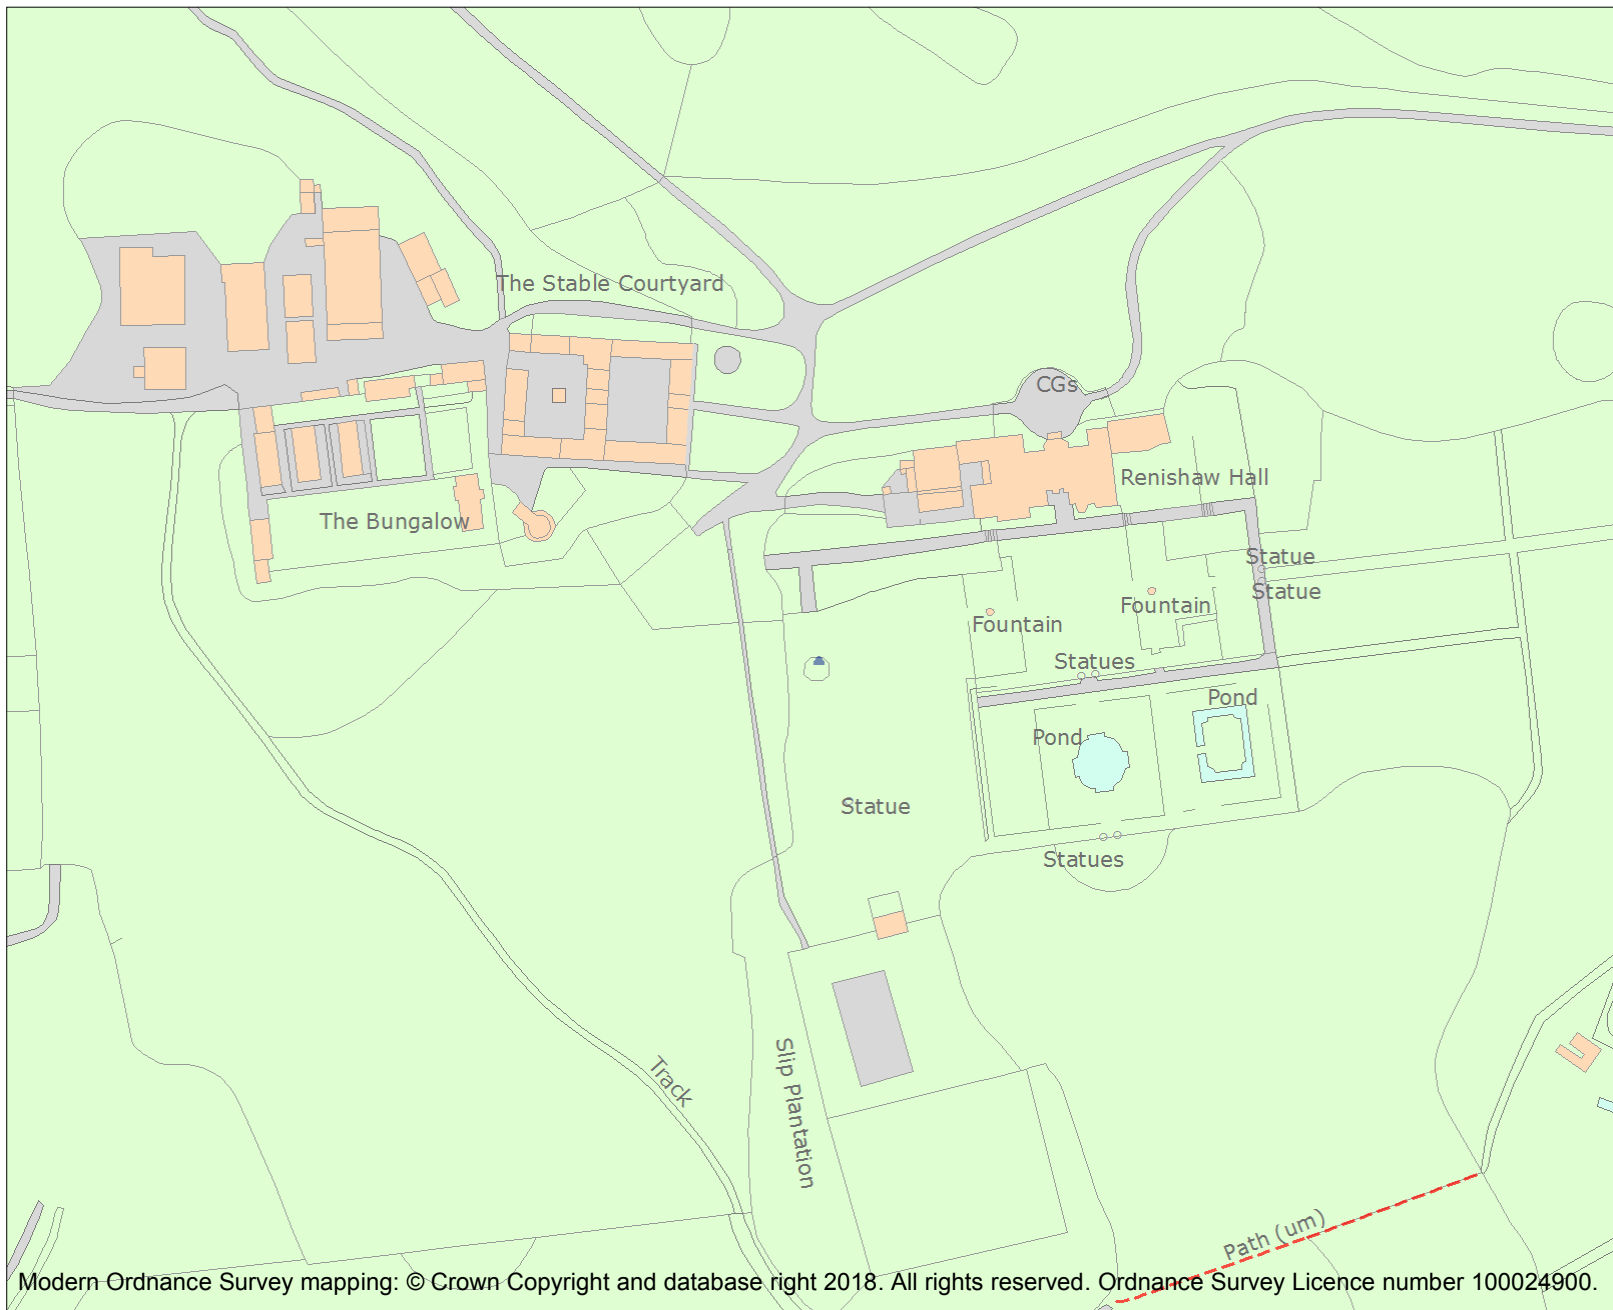 The Stable Courtyard
CGs
Renishaw Hall
The Bungalow
Statue
Statue
Fountain
Fountain
Statues
Pond
Pond
Statue
Statues
Track
Slip Plantation
Path (um)
Modern Ordnance Survey mapping: © Crown Copyright and database right 2018. All rights reserved. Ordnance Survey Licence number 100024900.